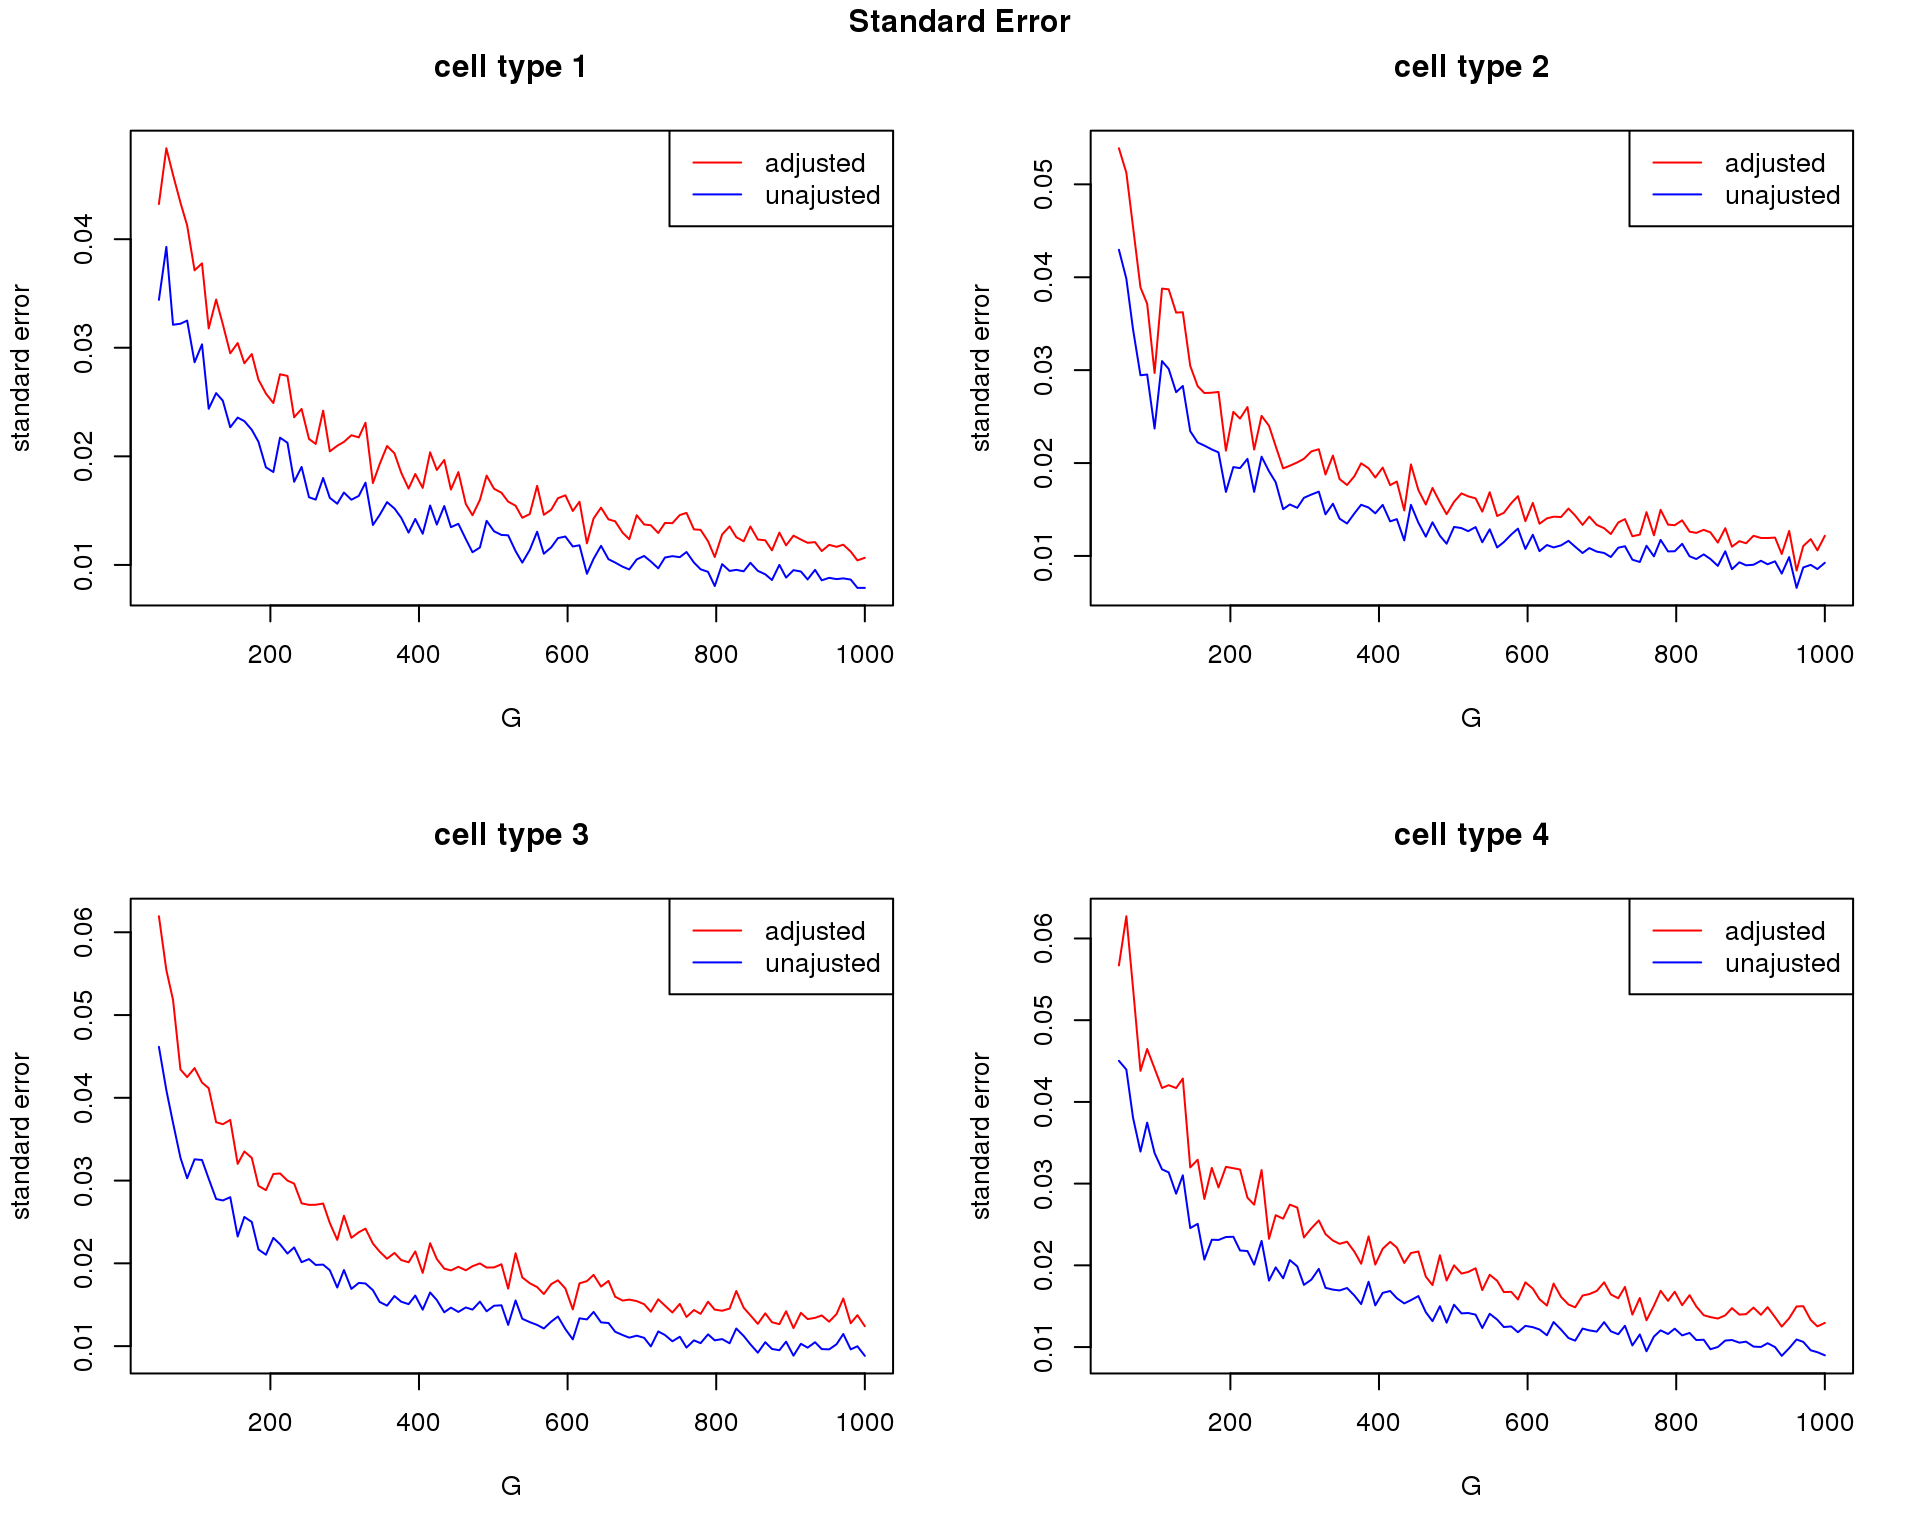 Standard Error
cell type 1
standard error
0.04
0.03
0.02
0.01
adjusted
unajusted
200 400 600 800 1000
G
cell type 2
standard error
0.05
0.04
0.03
0.02
0.01
adjusted
unajusted
200 400 600 800 1000
G
cell type 3
standard error
0.06
0.05
0.04
0.03
0.02
0.01
adjusted
unajusted
200 400 600 800 1000
G
cell type 4
standard error
0.06
0.05
0.04
0.03
0.02
0.01
adjusted
unajusted
200 400 600 800 1000
G